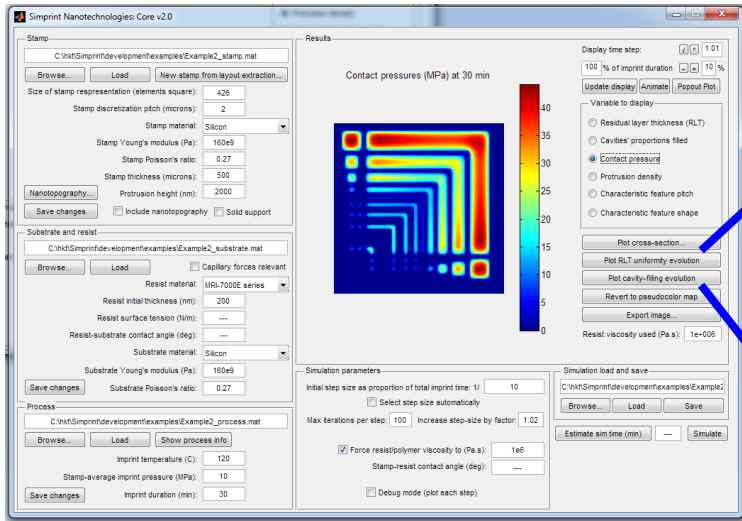 Simprint Nanotechnologies: Core v2.0
Stamp
C:\hkt\Simprint\development\examples\Example2_stamp.mat
Browse... Load New stamp from layout extraction...
Size of stamp respresentation (elements square): 426
Stamp discretization pitch (microns): 2
Stamp material: Silicon
Stamp Young's modulus (Pa): 160e9
Stamp Poisson's ratio: 0.27
Stamp thickness (microns): 500
Nanotopography... Protrusion height (nm): 2000
Save changes Include nanotopography Solid support
Substrate and resist
C:\hkt\Simprint\development\examples\Example2_substrate.mat
Browse... Load Capillary forces relevant
Resist material: MRI-7000E series
Resist initial thickness (nm): 200
Resist surface tension (N/m): ---
Resist-substrate contact angle (deg): ---
Substrate material: Silicon
Substrate Young's modulus (Pa): 160e9
Save changes Substrate Poisson's ratio: 0.27
Process
C:\hkt\Simprint\development\examples\Example2_process.mat
Browse... Load Show process info
Imprint temperature (C): 120
Stamp-average imprint pressure (MPa): 10
Save changes Imprint duration (min): 30
Results
Contact pressures (MPa) at 30 min
40
35
30
25
20
15
10
5
0
Display time step: / * 1.01
100 % of imprint duration - + 10 %
Update display Animate Popout Plot
Variable to display
Residual layer thickness (RLT)
Cavities' proportions filled
Contact pressure
Protrusion density
Characteristic feature pitch
Characteristic feature shape
Plot cross-section...
Plot RLT uniformity evolution
Plot cavity-filling evolution
Revert to pseudocolor map
Export image...
Resist viscosity used (Pa.s): 1e+006
Simulation parameters
Initial step size as proportion of total imprint time: 1/ 10
Select step size automatically
Max iterations per step: 100 Increase step-size by factor: 1.02
Force resist/polymer viscosity to (Pa.s): 1e6
Stamp-resist contact angle (deg): ---
Debug mode (plot each step)
Simulation load and save
C:\hkt\Simprint\development\examples\Example2
Browse... Load Save
Estimate sim time (min) --- Simulate